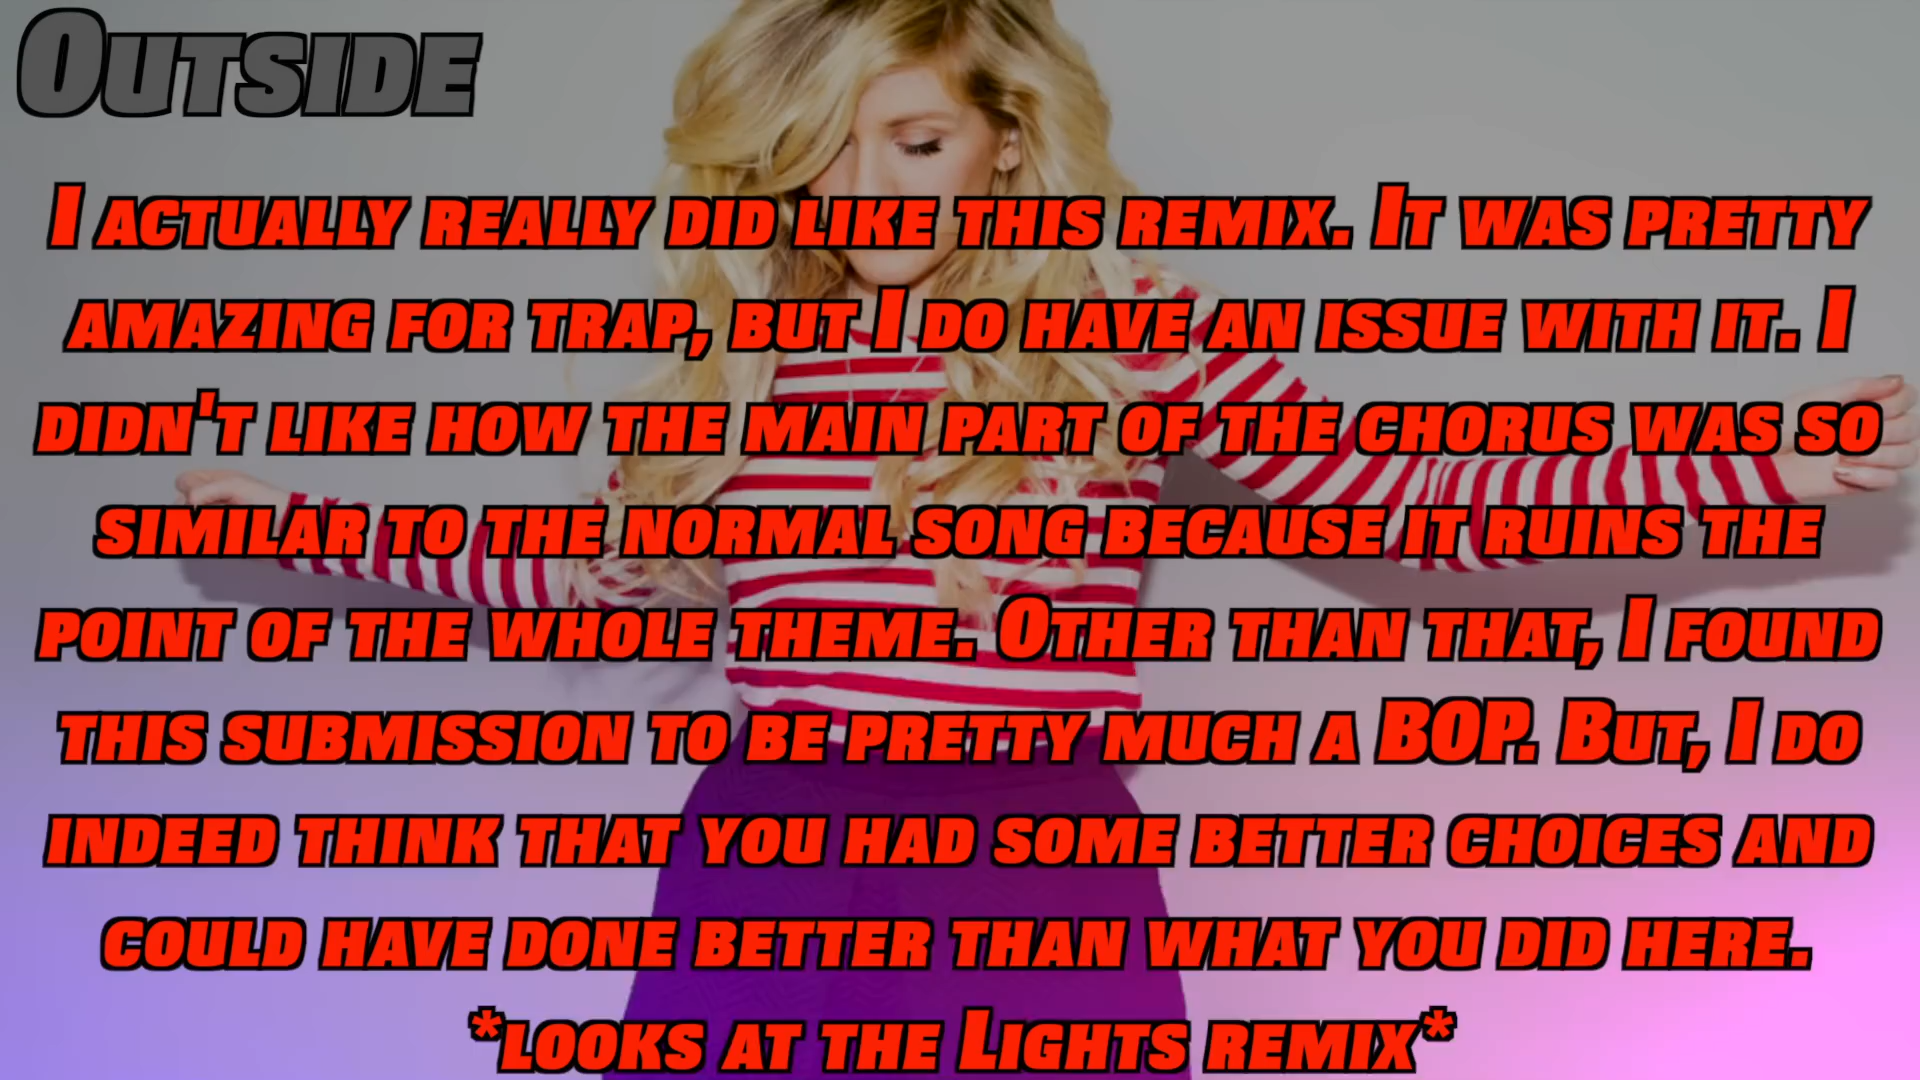 Outside
I actually really did like this remix. It was pretty
amazing for trap, but I do have an issue with it. I
didn't like how the main part of the chorus was so
similar to the normal song because it ruins the
point of the whole theme. Other than that, I found
this submission to be pretty much a BOP. But, I do
indeed think that you had some better choices and
could have done better than what you did here.
*looks at the Lights remix*